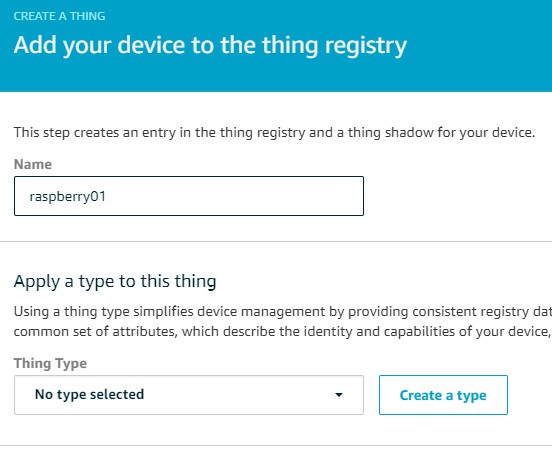 CREATE A THING
Add your device to the thing registry
This step creates an entry in the thing registry and a thing shadow for your device.
Name
raspberry01
Apply a type to this thing
Using a thing type simplifies device management by providing consistent registry dat
common set of attributes, which describe the identity and capabilities of your device,
Thing Type
No type selected
Create a type